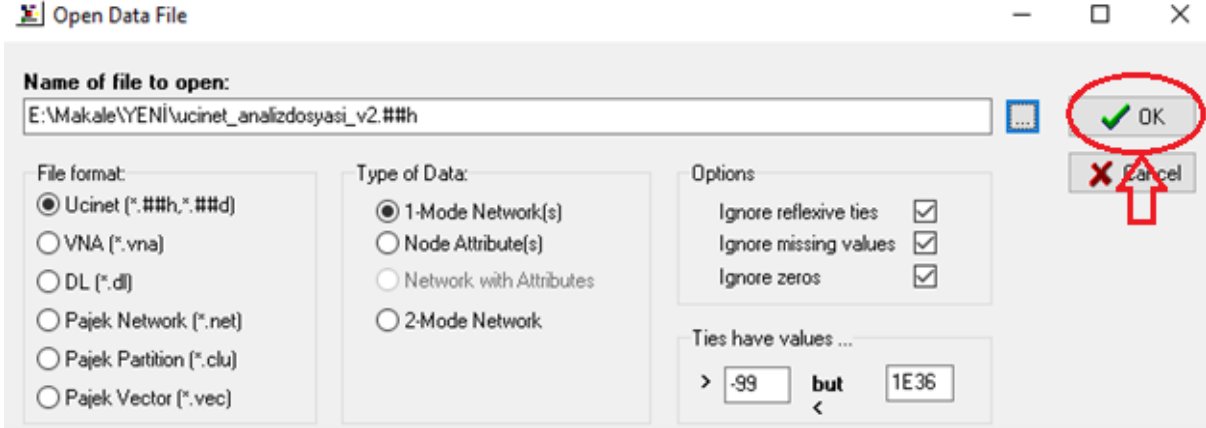 Open Data File
Name of file to open:
E:\Makale\YENİ\ucinet_analizdosyasi_v2.##h
...
OK
Cancel
File format:
Ucinet (*.##h,*.##d)
VNA (*.vna)
DL (*.dl)
Pajek Network (*.net)
Pajek Partition (*.clu)
Pajek Vector (*.vec)
Type of Data:
1-Mode Network(s)
Node Attribute(s)
Network with Attributes
2-Mode Network
Options
Ignore reflexive ties
Ignore missing values
Ignore zeros
Ties have values ...
> -99 but 1E36
<